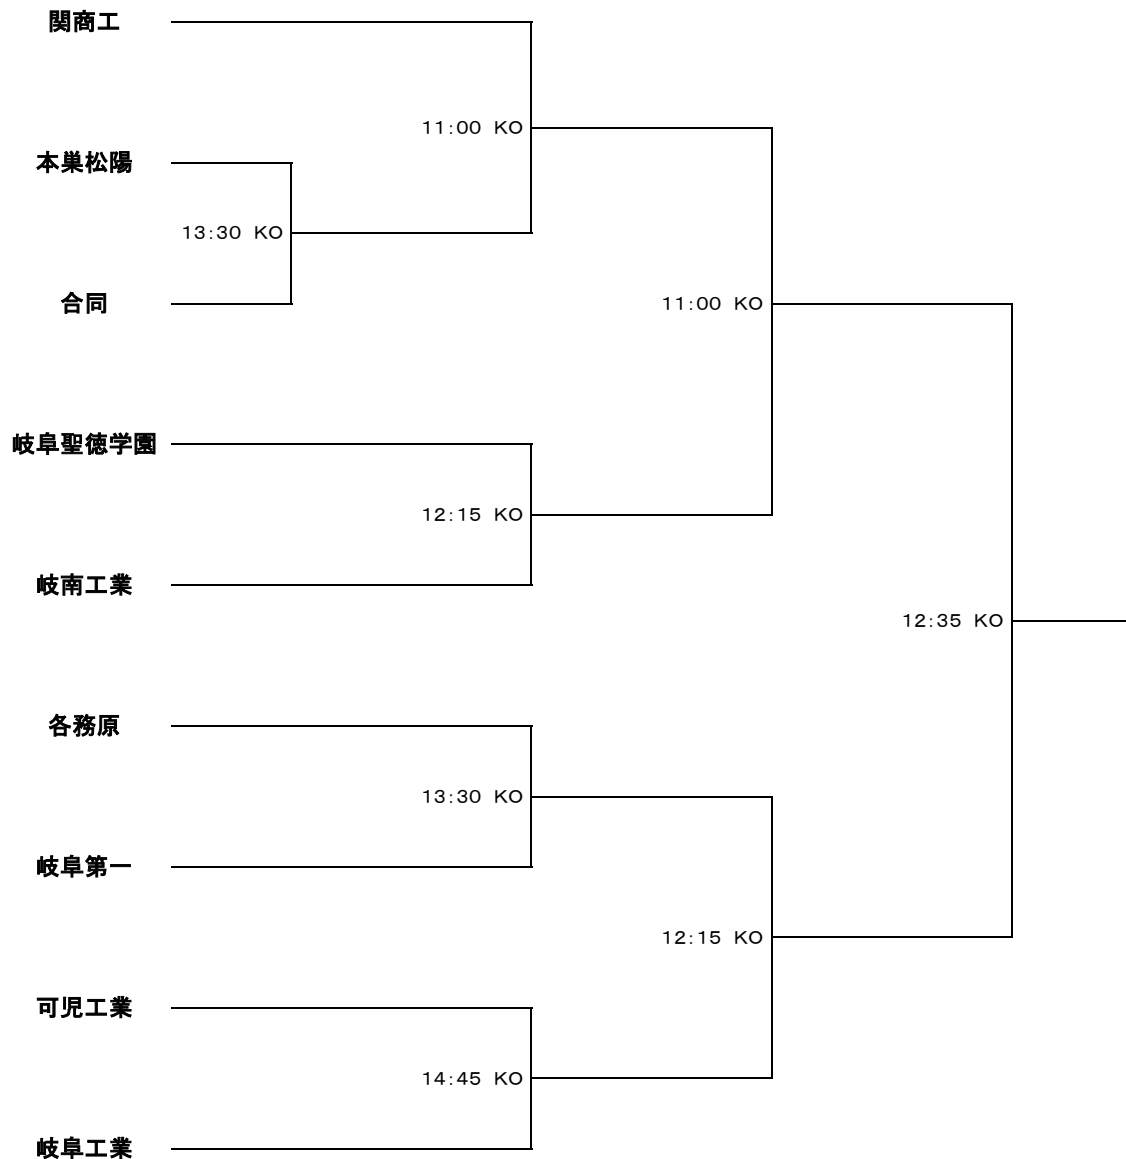 関商工
11:00 KO
本巣松陽
13:30 KO
合同
11:00 KO
岐阜聖徳学園
12:15 KO
岐南工業
12:35 KO
各務原
13:30 KO
岐阜第一
12:15 KO
可児工業
14:45 KO
岐阜工業